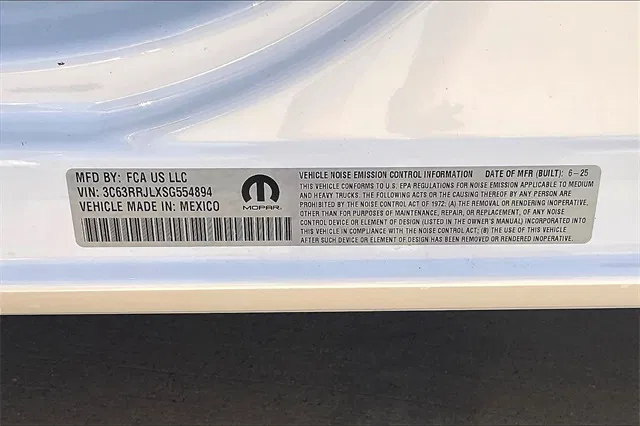 MFD BY: FCA US LLC
VIN: 3C63RRJLXSG554894
VEHICLE MADE IN: MEXICO
MOPAR.
VEHICLE NOISE EMISSION CONTROL INFORMATION DATE OF MFR (BUILT): 6-25
THIS VEHICLE CONFORMS TO U.S. EPA REGULATIONS FOR NOISE EMISSION APPLICABLE TO MEDIUM
AND HEAVY TRUCKS. THE FOLLOWING ACTS OR THE CAUSING THEREOF BY ANY PERSON ARE
PROHIBITED BY THE NOISE CONTROL ACT OF 1972: (A) THE REMOVAL OR RENDERING INOPERATIVE,
OTHER THAN FOR PURPOSES OF MAINTENANCE, REPAIR, OR REPLACEMENT, OF ANY NOISE
CONTROL DEVICE OR ELEMENT OF DESIGN (LISTED IN THE OWNER'S MANUAL) INCORPORATED INTO
THIS VEHICLE IN COMPLIANCE WITH THE NOISE CONTROL ACT; (B) THE USE OF THIS VEHICLE
AFTER SUCH DEVICE OR ELEMENT OF DESIGN HAS BEEN REMOVED OR RENDERED INOPERATIVE.